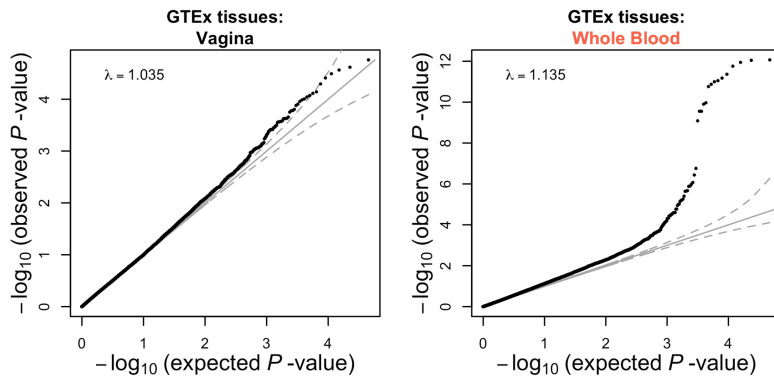 GTEx tissues:
Vagina
λ = 1.035
4
3
2
1
0
−log10 (observed P -value)
0 1 2 3 4
−log10 (expected P -value)
GTEx tissues:
Whole Blood
λ = 1.135
12
10
8
6
4
2
0
−log10 (observed P -value)
0 1 2 3 4
−log10 (expected P -value)